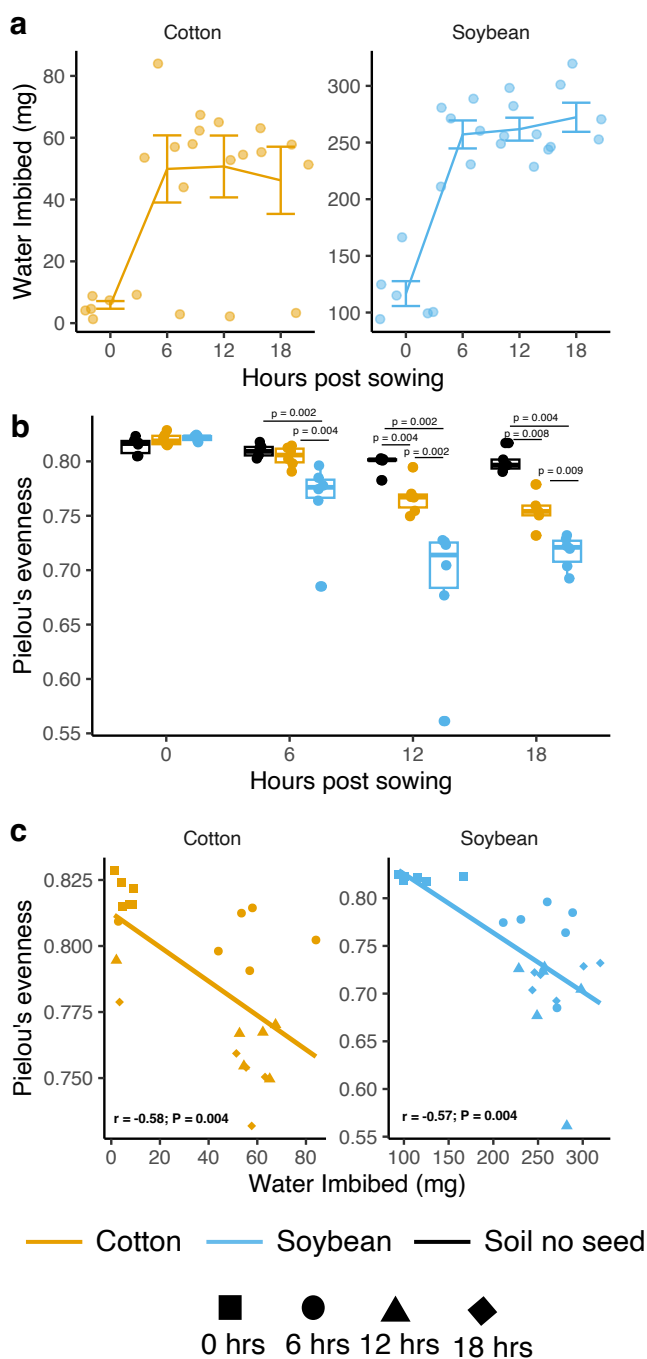 a
Cotton
Soybean
Water Imbibed (mg)
80
60
40
20
0
300
250
200
150
100
0 6 12 18
0 6 12 18
Hours post sowing
b
p = 0.002
p = 0.004
p = 0.002
p = 0.004
p = 0.002
p = 0.004
p = 0.008
p = 0.009
Pielou's evenness
0.80
0.75
0.70
0.65
0.60
0.55
0 6 12 18
Hours post sowing
c
Cotton
Soybean
Pielou's evenness
0.825
0.800
0.775
0.750
0.80
0.75
0.70
0.65
0.60
0.55
r = -0.58; P = 0.004
r = -0.57; P = 0.004
0 20 40 60 80
100 150 200 250 300
Water Imbibed (mg)
Cotton Soybean Soil no seed
0 hrs 6 hrs 12 hrs 18 hrs